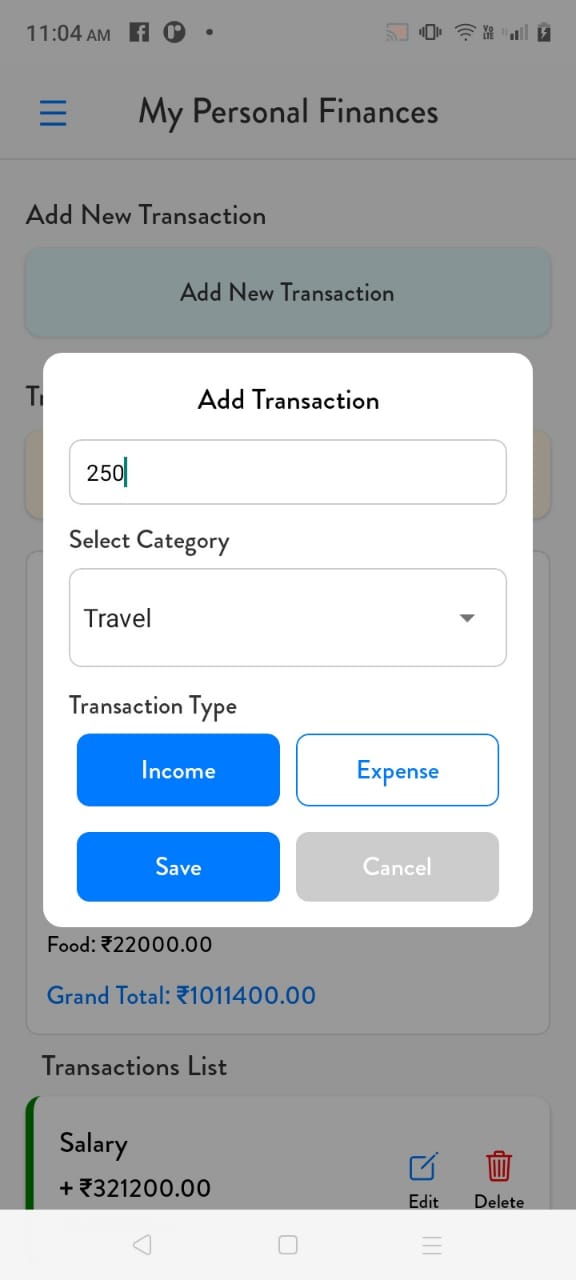 11:04 AM
My Personal Finances
Add New Transaction
Add New Transaction
Add Transaction
250
Select Category
Travel
Transaction Type
Income Expense
Save Cancel
Food: ₹22000.00
Grand Total: ₹1011400.00
Transactions List
Salary
+ ₹321200.00
Edit Delete